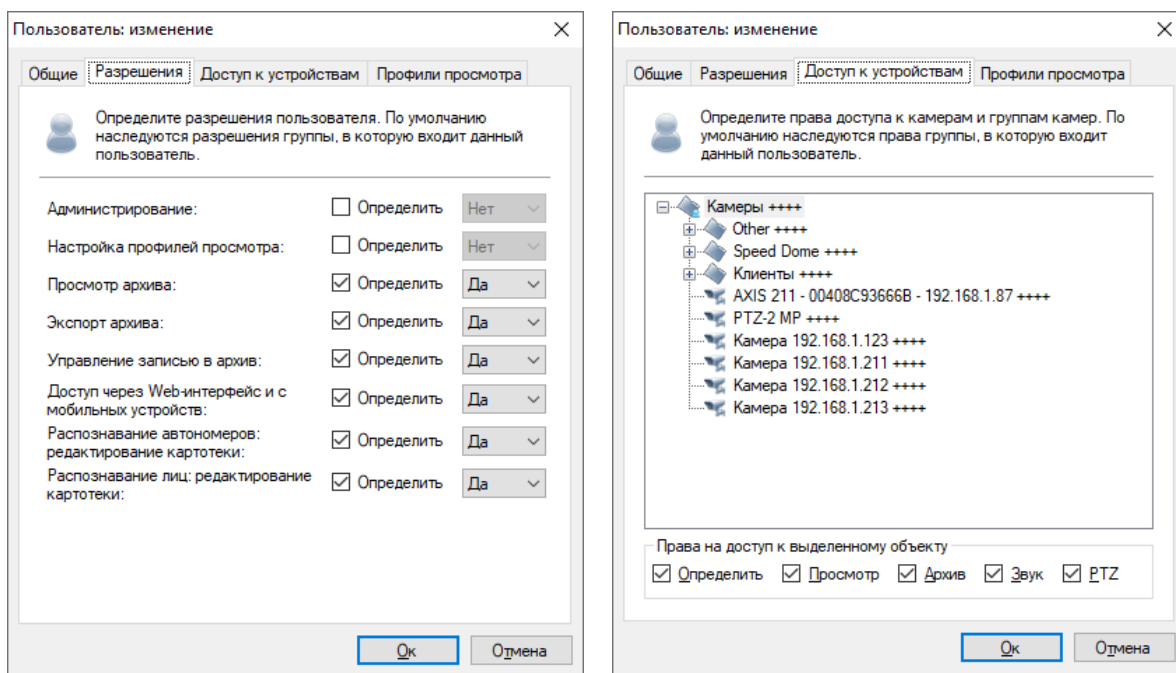 Пользователь: изменение
Общие Разрешения Доступ к устройствам Профили просмотра
Определите разрешения пользователя. По умолчанию
наследуются разрешения группы, в которую входит данный
пользователь.
Администрирование: Определить Нет
Настройка профилей просмотра: Определить Нет
Просмотр архива: Определить Да
Экспорт архива: Определить Да
Управление записью в архив: Определить Да
Доступ через Web-интерфейс и с
мобильных устройств: Определить Да
Распознавание автономеров:
редактирование картотеки: Определить Да
Распознавание лиц: редактирование
картотеки: Определить Да
Ок Отмена
Пользователь: изменение
Общие Разрешения Доступ к устройствам Профили просмотра
Определите права доступа к камерам и группам камер. По
умолчанию наследуются права группы, в которую входит
данный пользователь.
Камеры ++++
Other ++++
Speed Dome ++++
Клиенты ++++
AXIS 211 - 00408C93666B - 192.168.1.87 ++++
PTZ-2 MP ++++
Камера 192.168.1.123 ++++
Камера 192.168.1.211 ++++
Камера 192.168.1.212 ++++
Камера 192.168.1.213 ++++
Права на доступ к выделенному объекту
Определить Просмотр Архив Звук PTZ
Ок Отмена